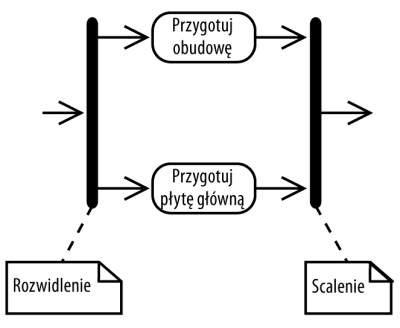 Przygotuj
obudowę
Przygotuj
płytę główną
Rozwidlenie
Scalenie